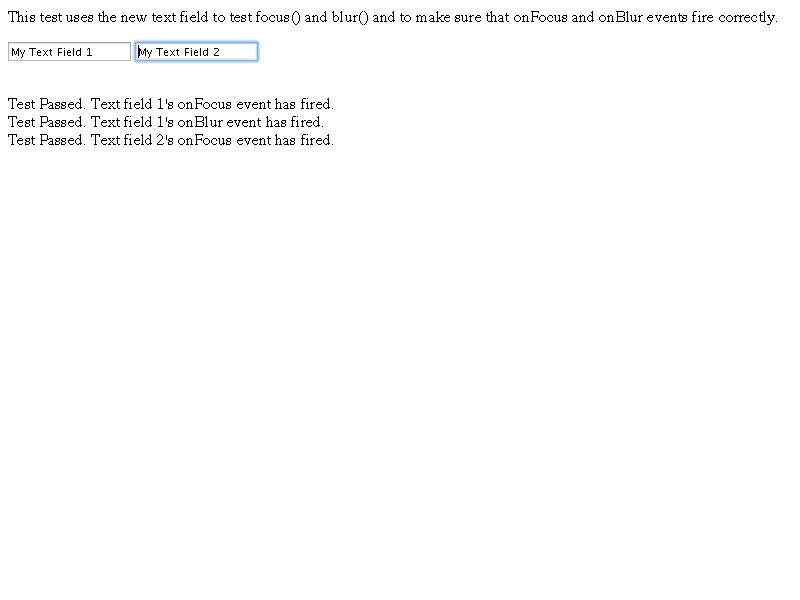 This test uses the new text field to test focus() and blur() and to make sure that onFocus and onBlur events fire correctly.
My Text Field 1 My Text Field 2
Test Passed. Text field 1's onFocus event has fired.
Test Passed. Text field 1's onBlur event has fired.
Test Passed. Text field 2's onFocus event has fired.